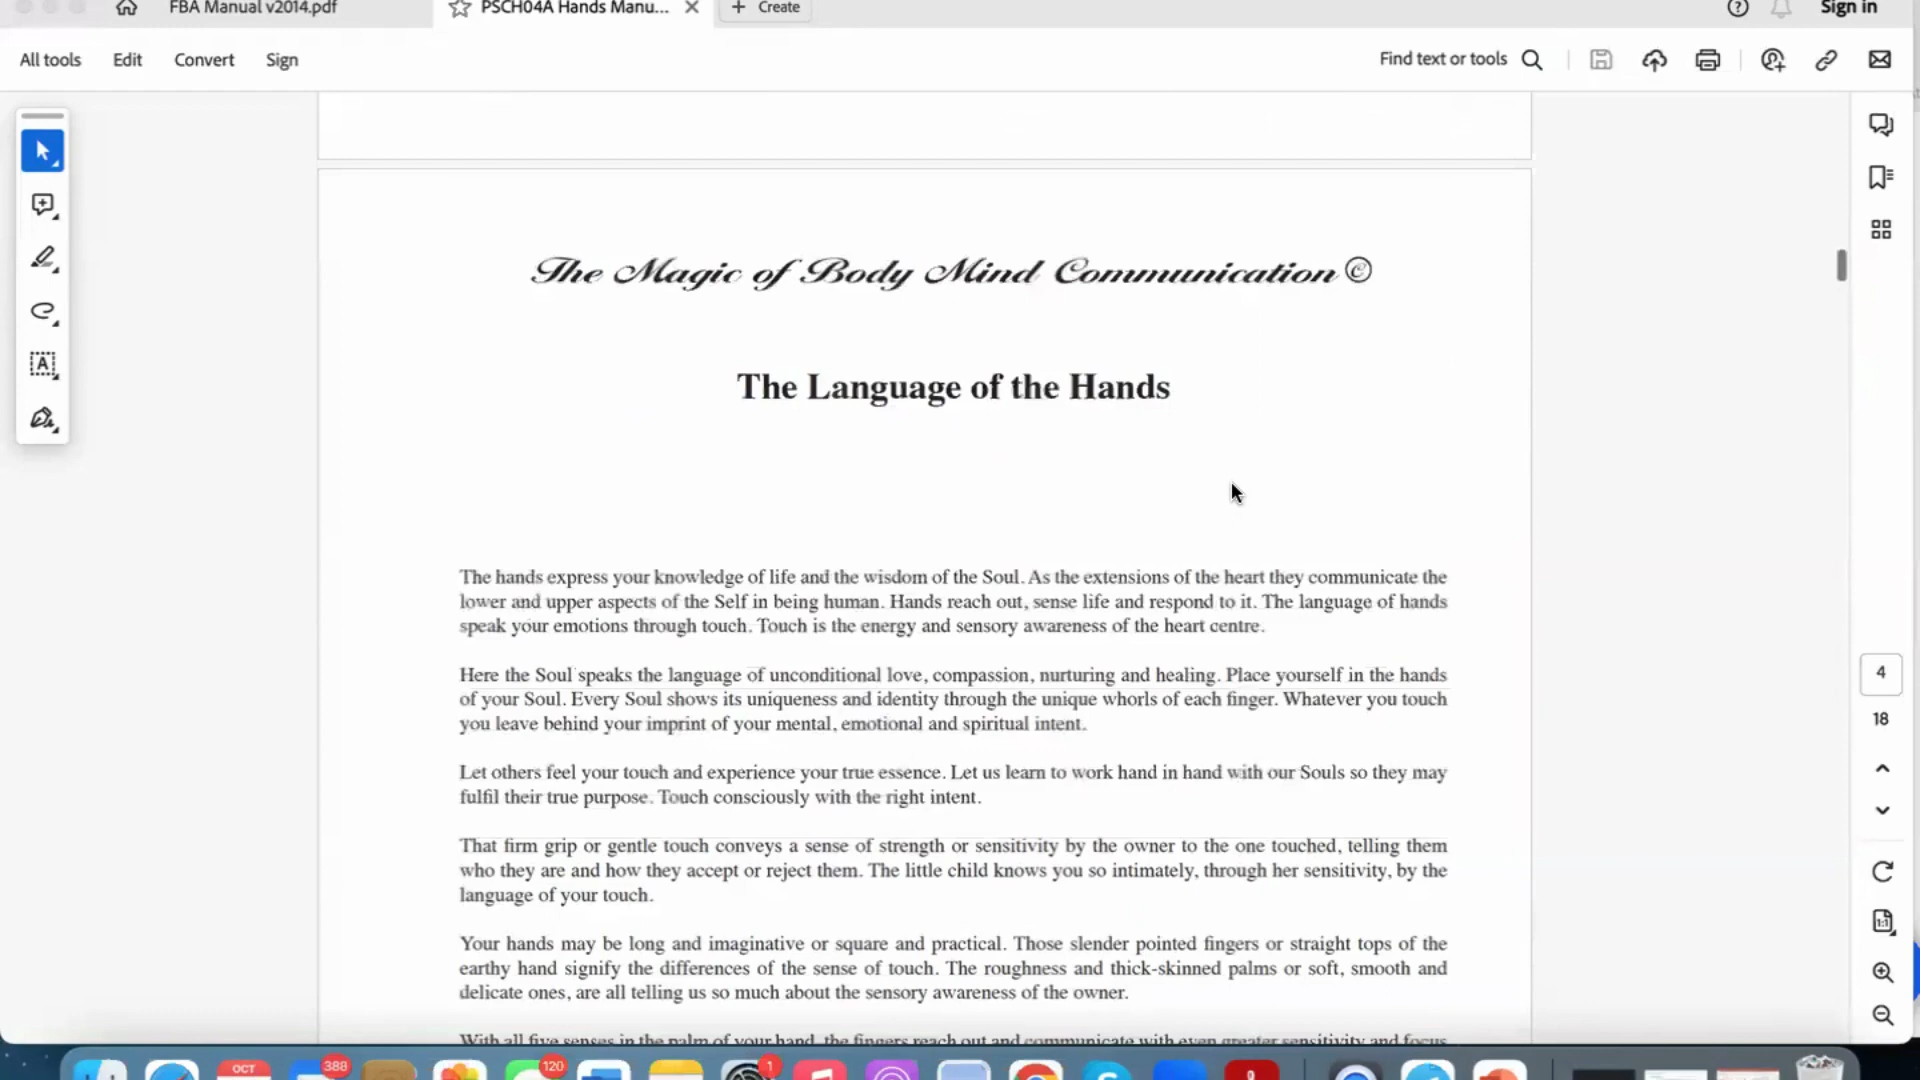 FBA Manual v2014.pdf
PSCH04A Hands Manu...
Create
Sign in
All tools
Edit
Convert
Sign
Find text or tools
The Magic of Body Mind Communication ©
The Language of the Hands
The hands express your knowledge of life and the wisdom of the Soul. As the extensions of the heart they communicate the
lower and upper aspects of the Self in being human. Hands reach out, sense life and respond to it. The language of hands
speak your emotions through touch. Touch is the energy and sensory awareness of the heart centre.
Here the Soul speaks the language of unconditional love, compassion, nurturing and healing. Place yourself in the hands
of your Soul. Every Soul shows its uniqueness and identity through the unique whorls of each finger. Whatever you touch
you leave behind your imprint of your mental, emotional and spiritual intent.
Let others feel your touch and experience your true essence. Let us learn to work hand in hand with our Souls so they may
fulfil their true purpose. Touch consciously with the right intent.
That firm grip or gentle touch conveys a sense of strength or sensitivity by the owner to the one touched, telling them
who they are and how they accept or reject them. The little child knows you so intimately, through her sensitivity, by the
language of your touch.
Your hands may be long and imaginative or square and practical. Those slender pointed fingers or straight tops of the
earthy hand signify the differences of the sense of touch. The roughness and thick-skinned palms or soft, smooth and
delicate ones, are all telling us so much about the sensory awareness of the owner.
With all five senses in the palm of your hand, the fingers reach out and communicate with even greater sensitivity and focus
4
18
1:1
OCT
388
120
1